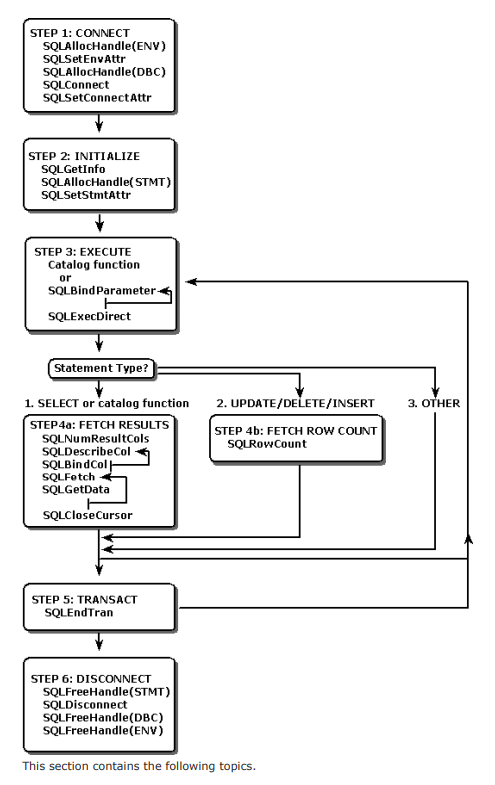 STEP 1: CONNECT
SQLAllocHandle(ENV)
SQLSetEnvAttr
SQLAllocHandle(DBC)
SQLConnect
SQLSetConnectAttr
STEP 2: INITIALIZE
SQLGetInfo
SQLAllocHandle(STMT)
SQLSetStmtAttr
STEP 3: EXECUTE
Catalog function
or
SQLBindParameter
SQLExecDirect
Statement Type?
1. SELECT or catalog function
2. UPDATE/DELETE/INSERT
3. OTHER
STEP4a: FETCH RESULTS
SQLNumResultCols
SQLDescribeCol
SQLBindCol
SQLFetch
SQLGetData
SQLCloseCursor
STEP 4b: FETCH ROW COUNT
SQLRowCount
STEP 5: TRANSACT
SQLEndTran
STEP 6: DISCONNECT
SQLFreeHandle(STMT)
SQLDisconnect
SQLFreeHandle(DBC)
SQLFreeHandle(ENV)
This section contains the following topics.